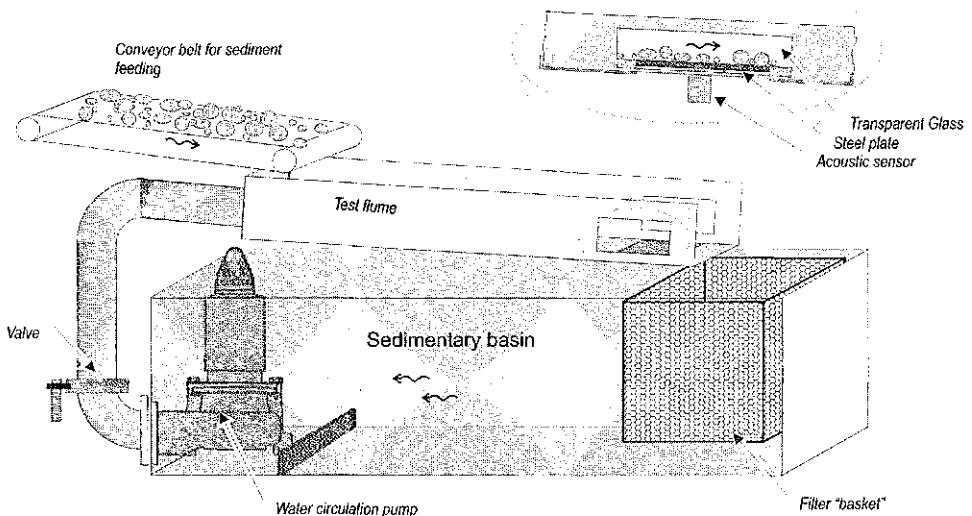 Conveyor belt for sediment
feeding
Transparent Glass
Steel plate
Acoustic sensor
Test flume
Valve
Sedimentary basin
Water circulation pump
Filter "basket"